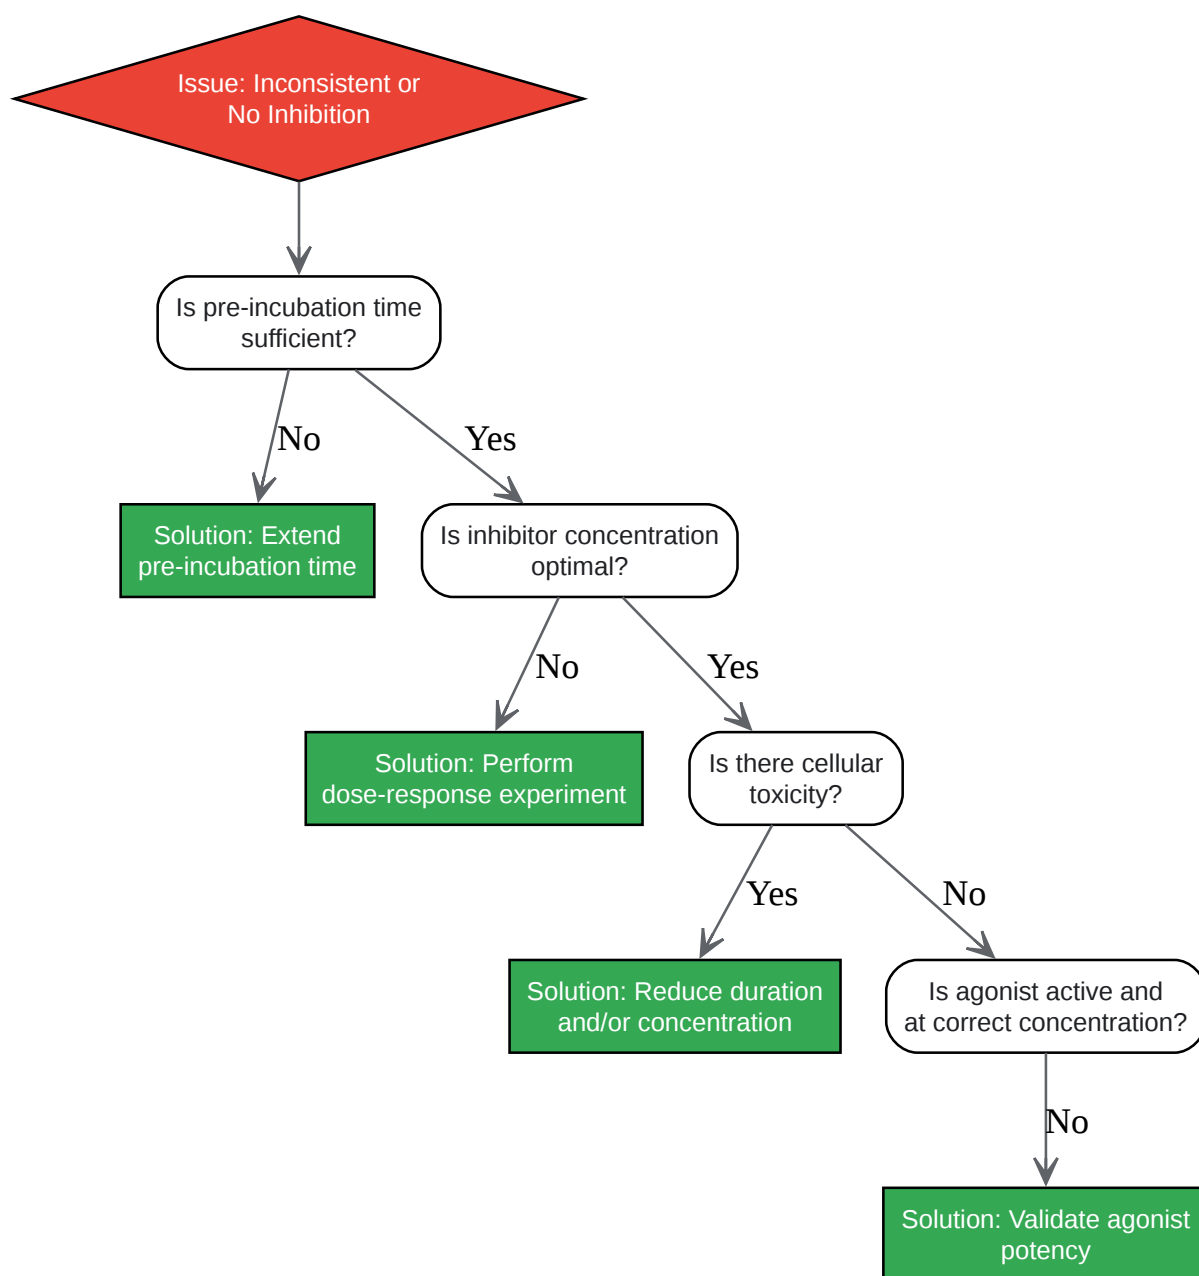 Issue: Inconsistent or
No Inhibition
Is pre-incubation time
sufficient?
No
Yes
Solution: Extend
pre-incubation time
Is inhibitor concentration
optimal?
No
Yes
Solution: Perform
dose-response experiment
Is there cellular
toxicity?
Yes
No
Solution: Reduce duration
and/or concentration
Is agonist active and
at correct concentration?
No
Solution: Validate agonist
potency